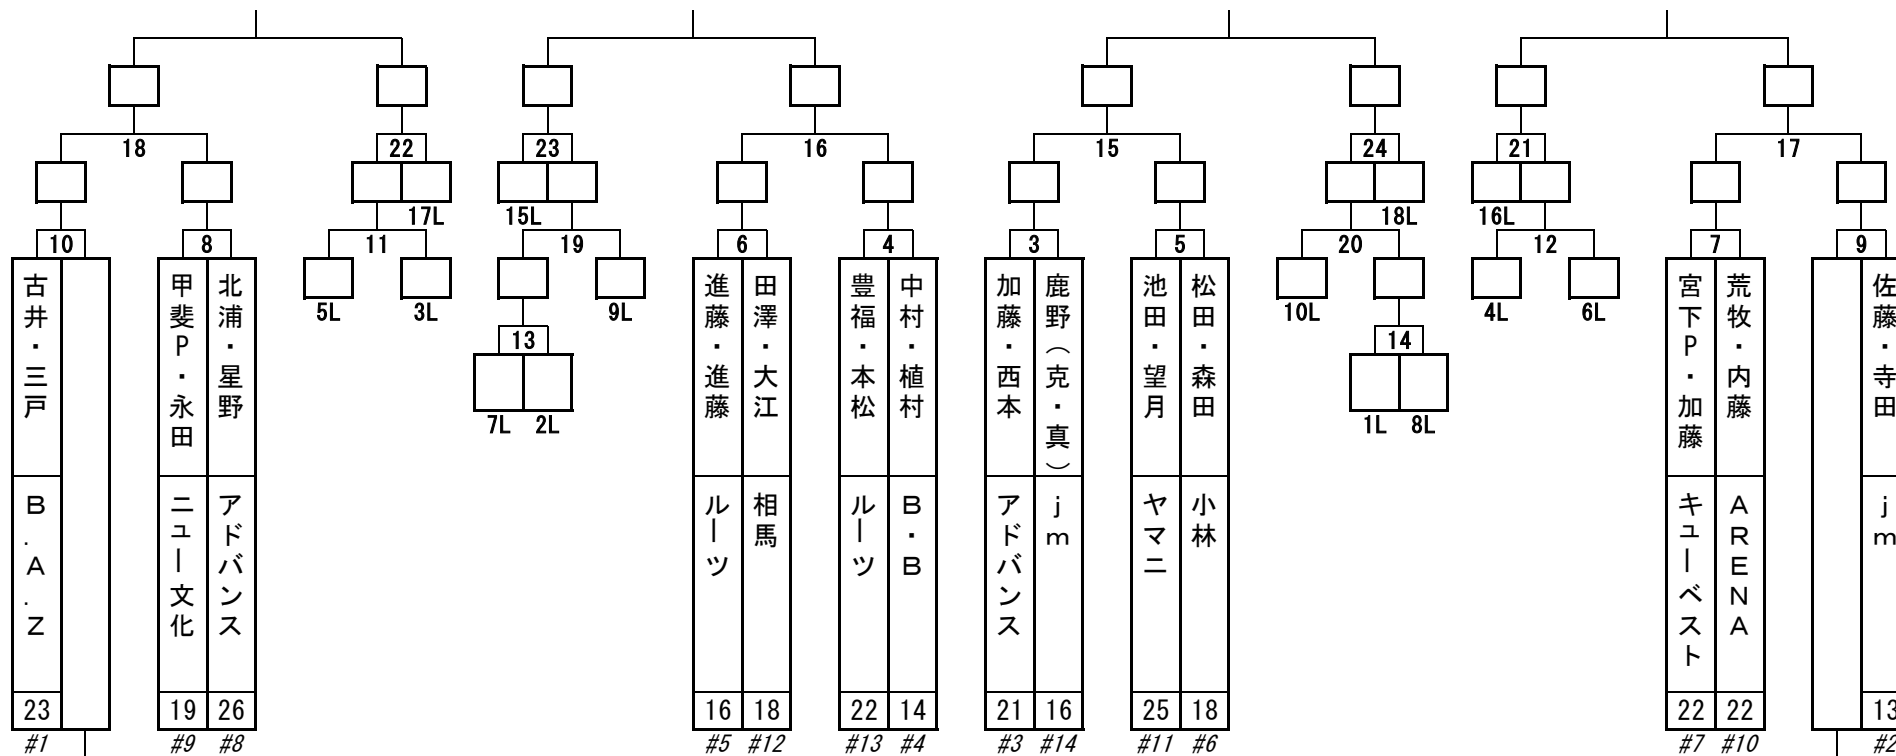 18
22
23
16
15
24
21
17
17L
15L
18L
16L
10
8
11
19
6
4
3
5
20
12
7
9
5L
3L
9L
10L
4L
6L
13
14
7L
2L
1L
8L
古井・三戸
甲斐P・永田
北浦・星野
進藤・進藤
田澤・大江
豊福・本松
中村・植村
加藤・西本
鹿野(克・真)
池田・望月
松田・森田
宮下P・加藤
荒牧・内藤
佐藤・寺田
B.A.Z
ニュー文化
アドバンス
ルーツ
相馬
ルーツ
B・B
アドバンス
jm
ヤマニ
小林
キューベスト
ARENA
jm
23
19
26
16
18
22
14
21
16
25
18
22
22
13
#1
#9
#8
#5
#12
#13
#4
#3
#14
#11
#6
#7
#10
#2